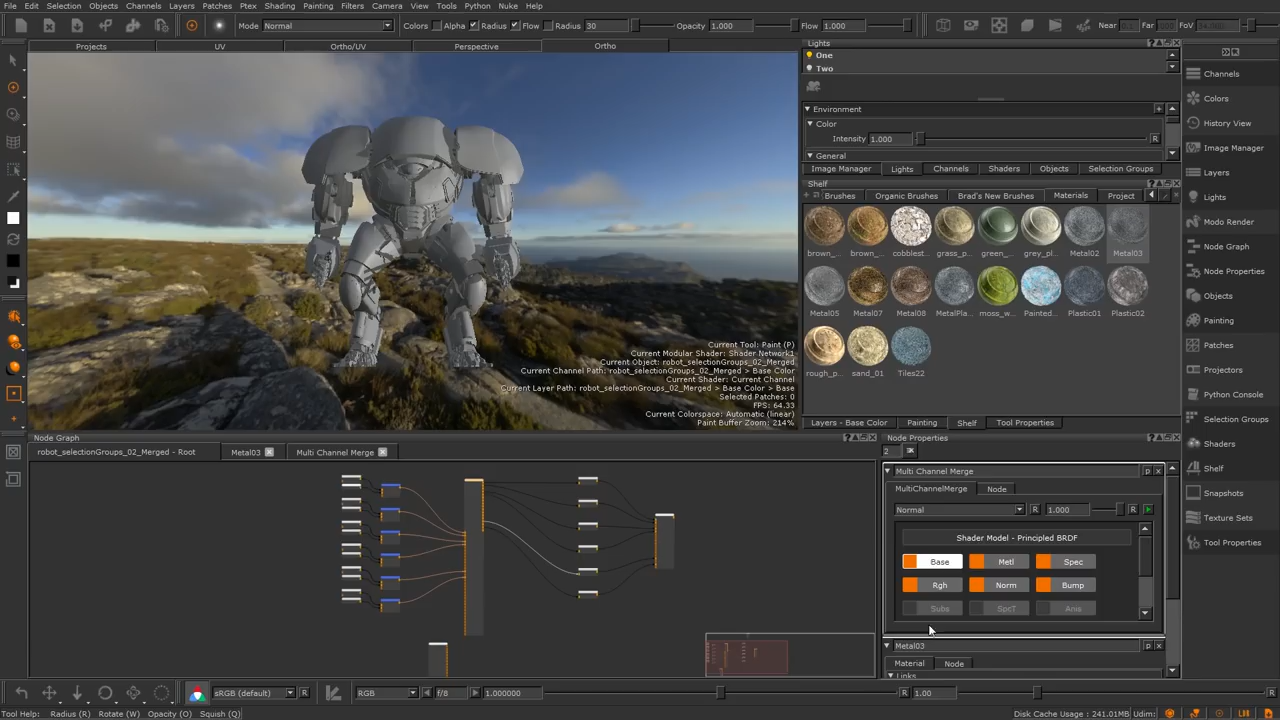 File Edit Selection Objects Channels Layers Patches Ptex Shading Painting Filters Camera View Tools Python Nuke Help
Mode Normal Colors Alpha Radius Flow Radius 30 Opacity 1.000 Flow 1.000 Near Far FoV
Projects UV Ortho/UV Perspective Ortho
Lights
One
Two
Environment
Color
Intensity 1.000 R
General
Image Manager Lights Channels Shaders Objects Selection Groups
Shelf
Brushes Organic Brushes Brad's New Brushes Materials Project
brown_... brown_... cobblest... grass_p... green_... grey_pl... Metal02 Metal03
Metal05 Metal07 Metal08 MetalPla... moss_w... Painted... Plastic01 Plastic02
rough_p... sand_01 Tiles22
Layers - Base Color Painting Shelf Tool Properties
Channels
Colors
History View
Image Manager
Layers
Lights
Modo Render
Node Graph
Node Properties
Objects
Painting
Patches
Projects
Python Console
Selection Groups
Shaders
Shelf
Snapshots
Texture Sets
Tool Properties
Current Tool: Paint (P)
Current Modular Shader: Shader Network1
Current Object: robot_selectionGroups_02_Merged
Current Channel Path: robot_selectionGroups_02_Merged > Base Color
Current Shader: Current Channel
Current Layer Path: robot_selectionGroups_02_Merged > Base Color > Base
Selected Patches: 0
FPS: 64.33
Current Colorspace: Automatic (linear)
Paint Buffer Zoom: 214%
Node Graph
robot_selectionGroups_02_Merged - Root Metal03 Multi Channel Merge
Node Properties
2
Multi Channel Merge
MultiChannelMerge Node
Normal R 1.000 R
Shader Model - Principled BRDF
Base Metl Spec
Rgh Norm Bump
Subs SpcT Anis
Metal03
Material Node
Links
sRGB (default) R RGB f/8 1.000000 R 1.00
Tool Help: Radius (R) Rotate (W) Opacity (O) Squish (Q) Disk Cache Usage : 241.01MB Udim: